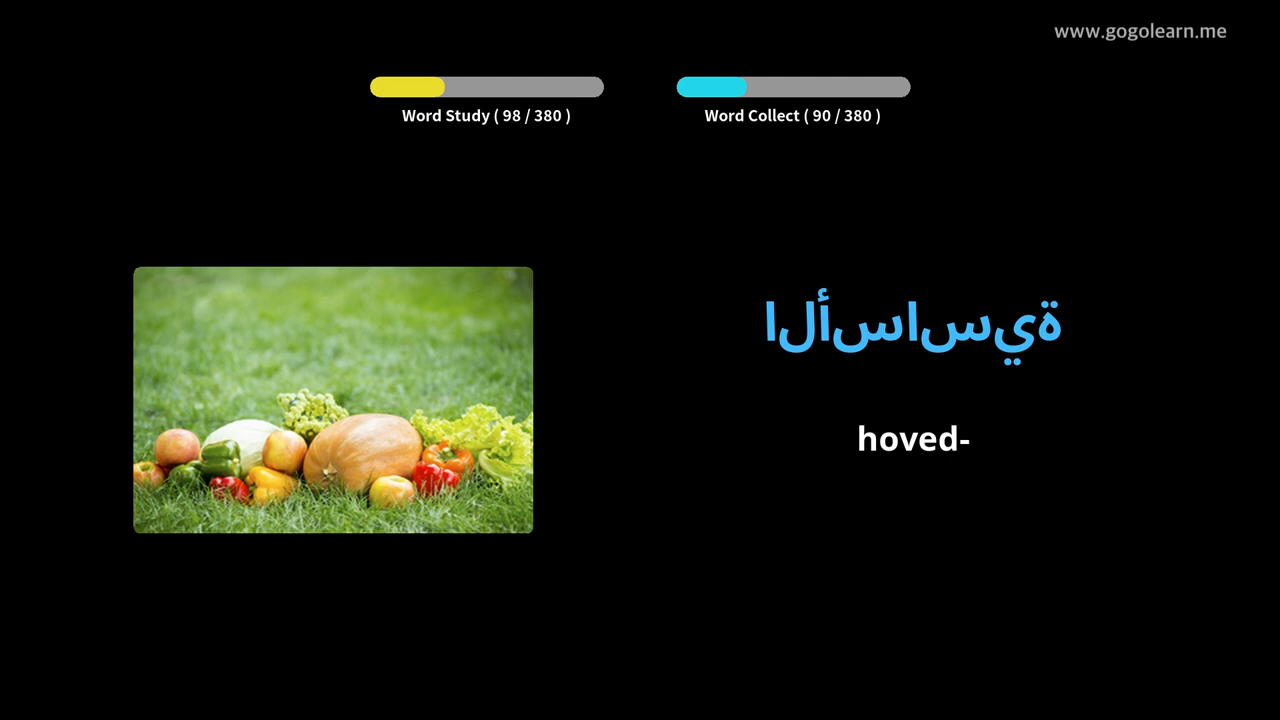 www.gogolearn.me
Word Study ( 98 / 380 )
Word Collect ( 90 / 380 )
الأساسية
hoved-